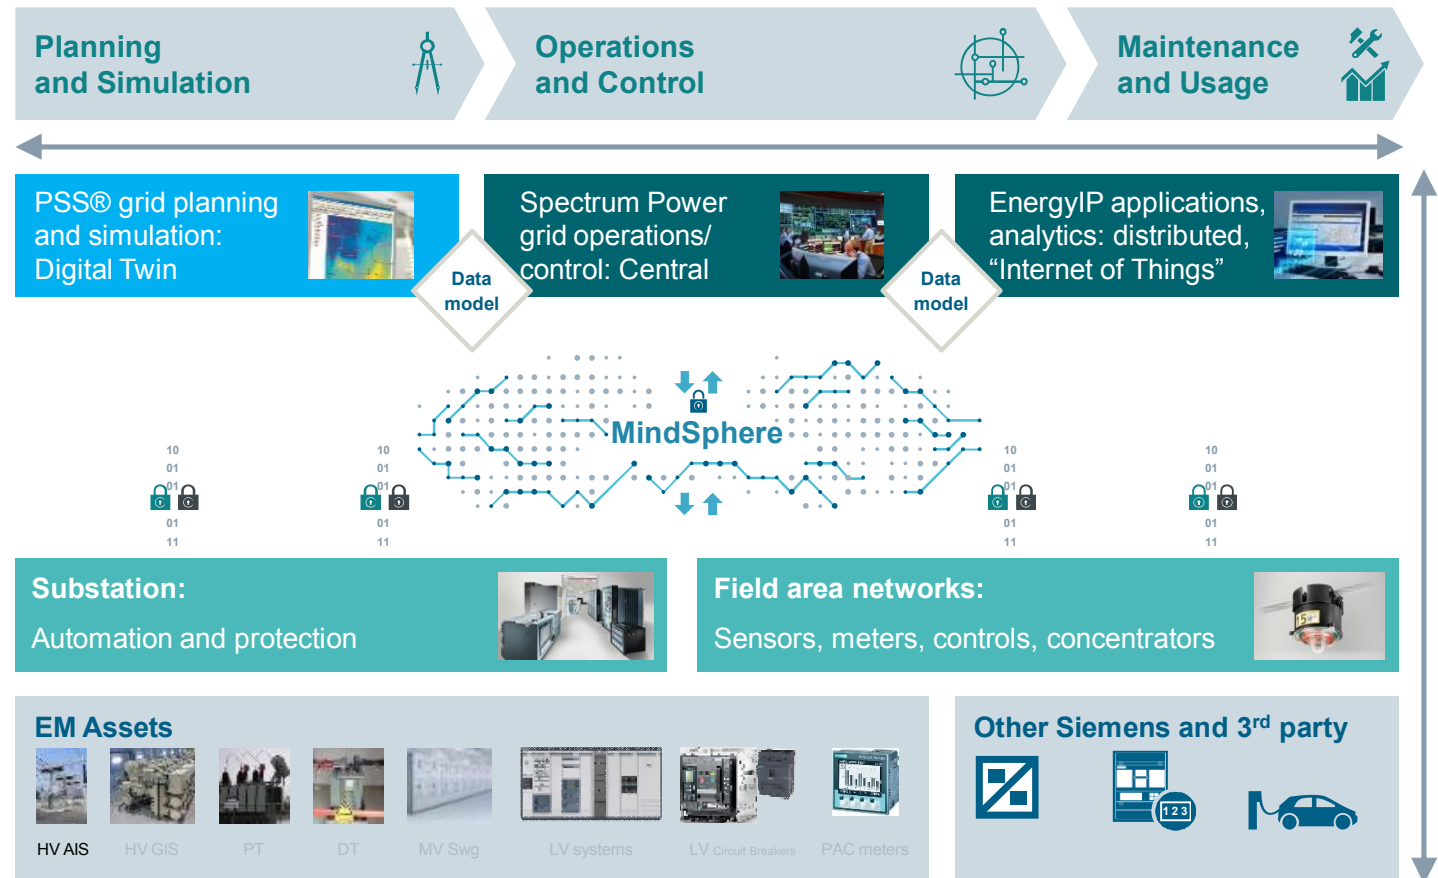 Planning
and Simulation
Operations
and Control
Maintenance
and Usage
PSS® grid planning
and simulation:
Digital Twin
Spectrum Power
grid operations/
control: Central
EnergyIP applications,
analytics: distributed,
“Internet of Things”
Data
model
Data
model
MindSphere
10
01
01
01
11
10
01
01
01
11
10
01
01
01
11
10
01
01
01
11
Substation:
Automation and protection
Field area networks:
Sensors, meters, controls, concentrators
15
EM Assets
HV AIS
HV GIS
PT
DT
MV Swg
LV systems
LV Circuit Breakers
PAC meters
Other Siemens and 3rd party
1 2 3